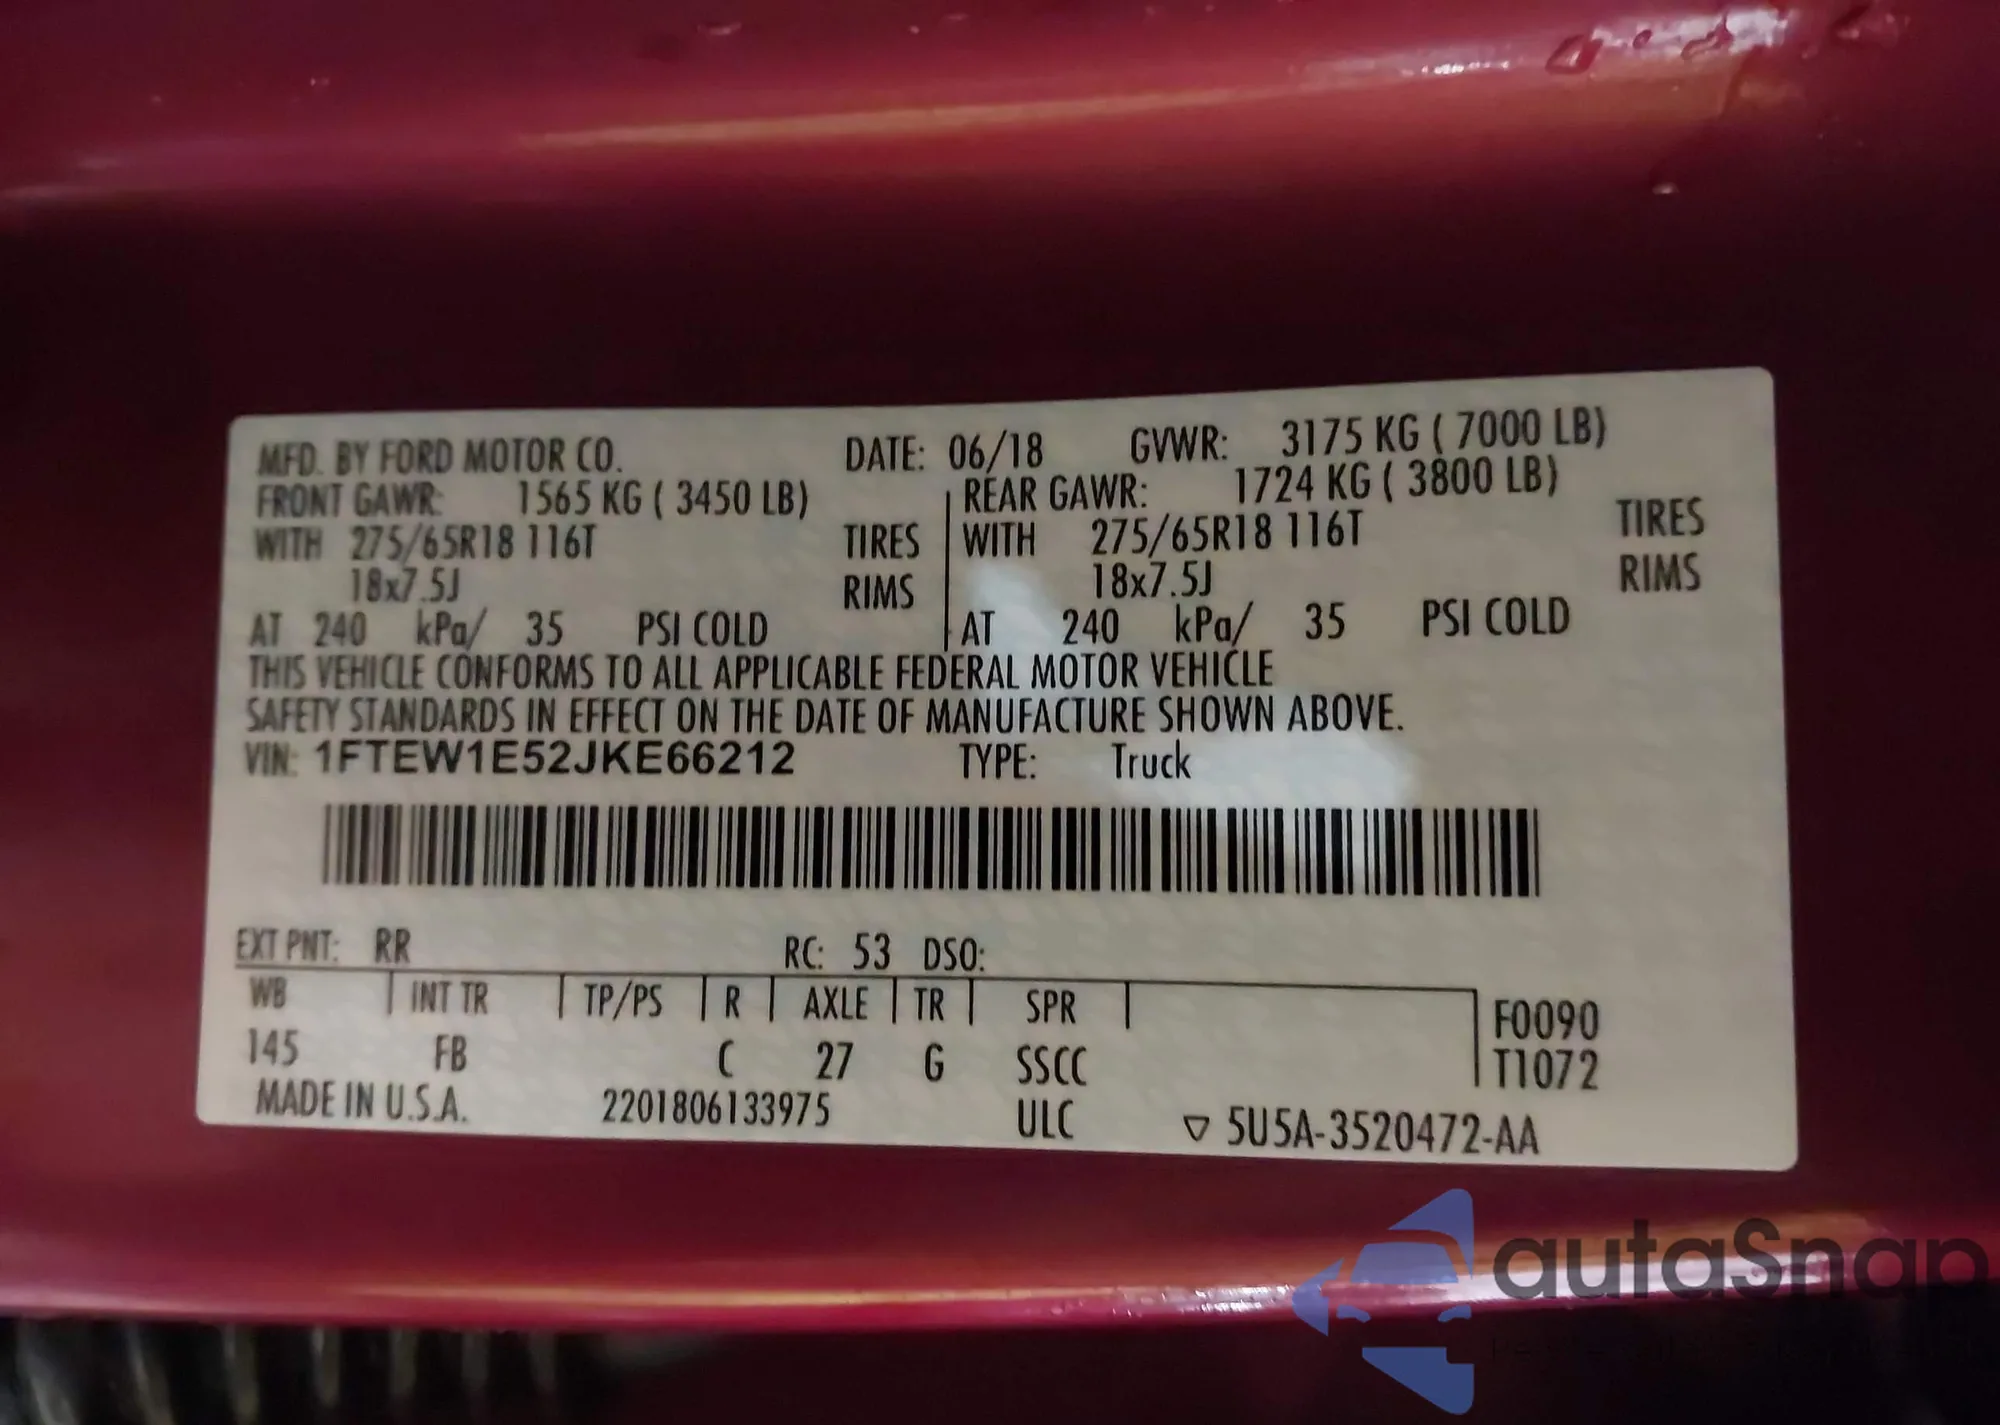 MFD. BY FORD MOTOR CO. DATE: 06/18 GVWR: 3175 KG ( 7000 LB)
FRONT GAWR: 1565 KG ( 3450 LB) REAR GAWR: 1724 KG ( 3800 LB)
WITH 275/65R18 116T TIRES WITH 275/65R18 116T TIRES
18x7.5J RIMS 18x7.5J RIMS
AT 240 kPa/ 35 PSI COLD AT 240 kPa/ 35 PSI COLD
THIS VEHICLE CONFORMS TO ALL APPLICABLE FEDERAL MOTOR VEHICLE
SAFETY STANDARDS IN EFFECT ON THE DATE OF MANUFACTURE SHOWN ABOVE.
VIN: 1FTEW1E52JKE66212 TYPE: Truck
EXT PNT: RR RC: 53 DSO:
WB INT TR TP/PS R AXLE TR SPR F0090
145 FB C 27 G SSCC T1072
MADE IN U.S.A. 2201806133975 ULC ▽ 5U5A-3520472-AA
autaSnap